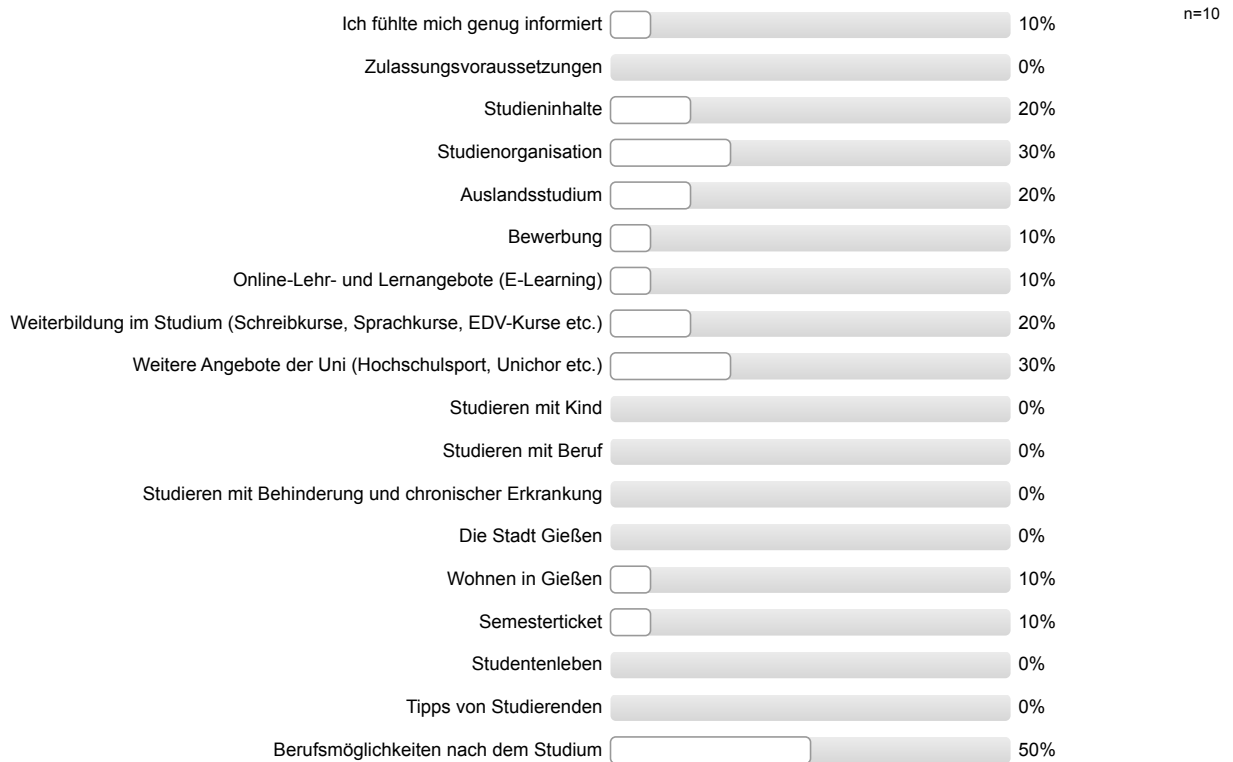 Ich fühlte mich genug informiert 10% n=10
Zulassungsvoraussetzungen 0%
Studieninhalte 20%
Studienorganisation 30%
Auslandsstudium 20%
Bewerbung 10%
Online-Lehr- und Lernangebote (E-Learning) 10%
Weiterbildung im Studium (Schreibkurse, Sprachkurse, EDV-Kurse etc.) 20%
Weitere Angebote der Uni (Hochschulsport, Unichor etc.) 30%
Studieren mit Kind 0%
Studieren mit Beruf 0%
Studieren mit Behinderung und chronischer Erkrankung 0%
Die Stadt Gießen 0%
Wohnen in Gießen 10%
Semesterticket 10%
Studentenleben 0%
Tipps von Studierenden 0%
Berufsmöglichkeiten nach dem Studium 50%